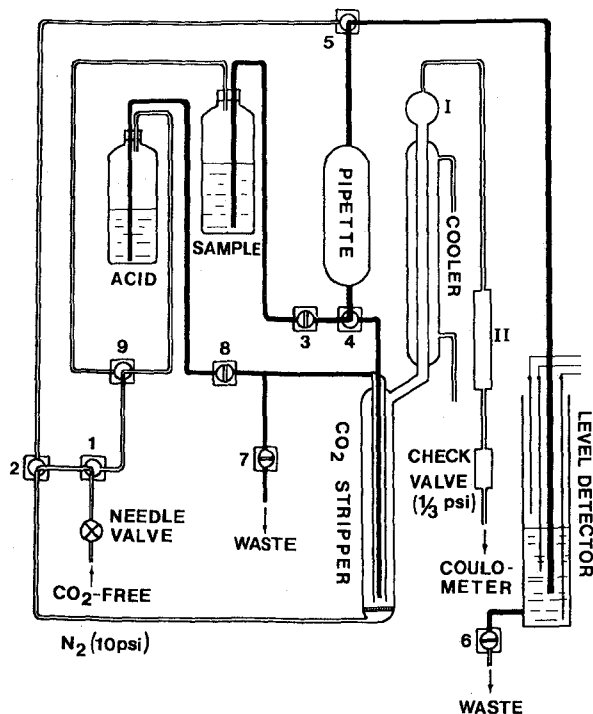 5
I
PIPETTE
COOLER
ACID
SAMPLE
3
4
II
9
8
1
2
7
CO2 STRIPPER
CHECK
VALVE
(1/3 psi)
LEVEL DETECTOR
NEEDLE
VALVE
WASTE
COULO-
METER
CO2-FREE
N2 (10psi)
6
WASTE